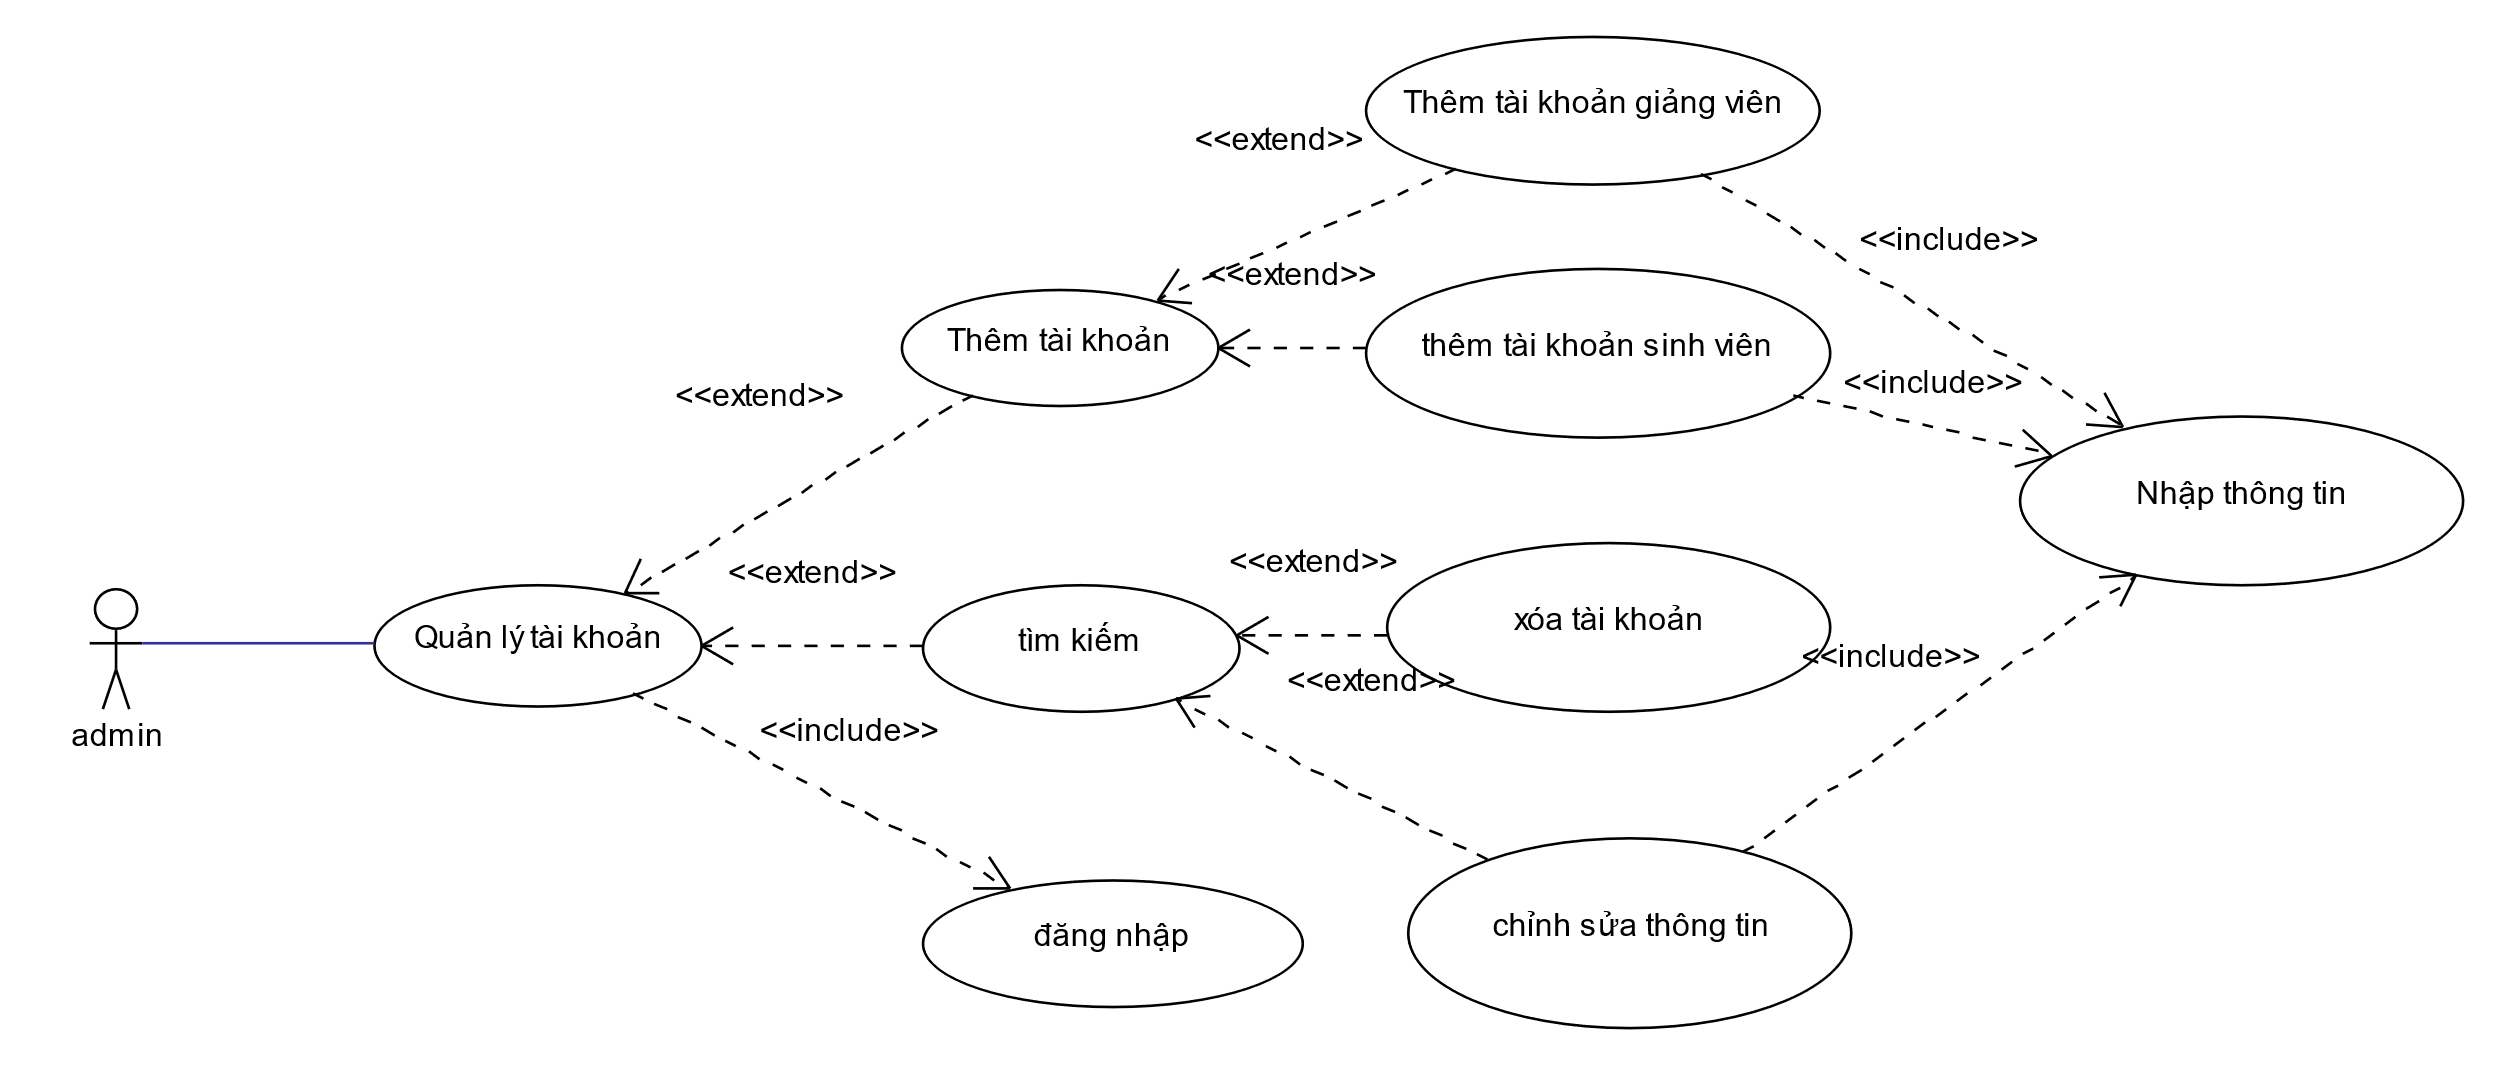 Thêm tài khoản giảng viên
<<extend>>
<<include>>
<<extend>>
Thêm tài khoản
thêm tài khoản sinh viên
<<extend>>
<<include>>
Nhập thông tin
<<extend>>
<<extend>>
Quản lý tài khoản
tìm kiếm
xóa tài khoản
<<include>>
<<extend>>
admin
<<include>>
đăng nhập
chỉnh sửa thông tin